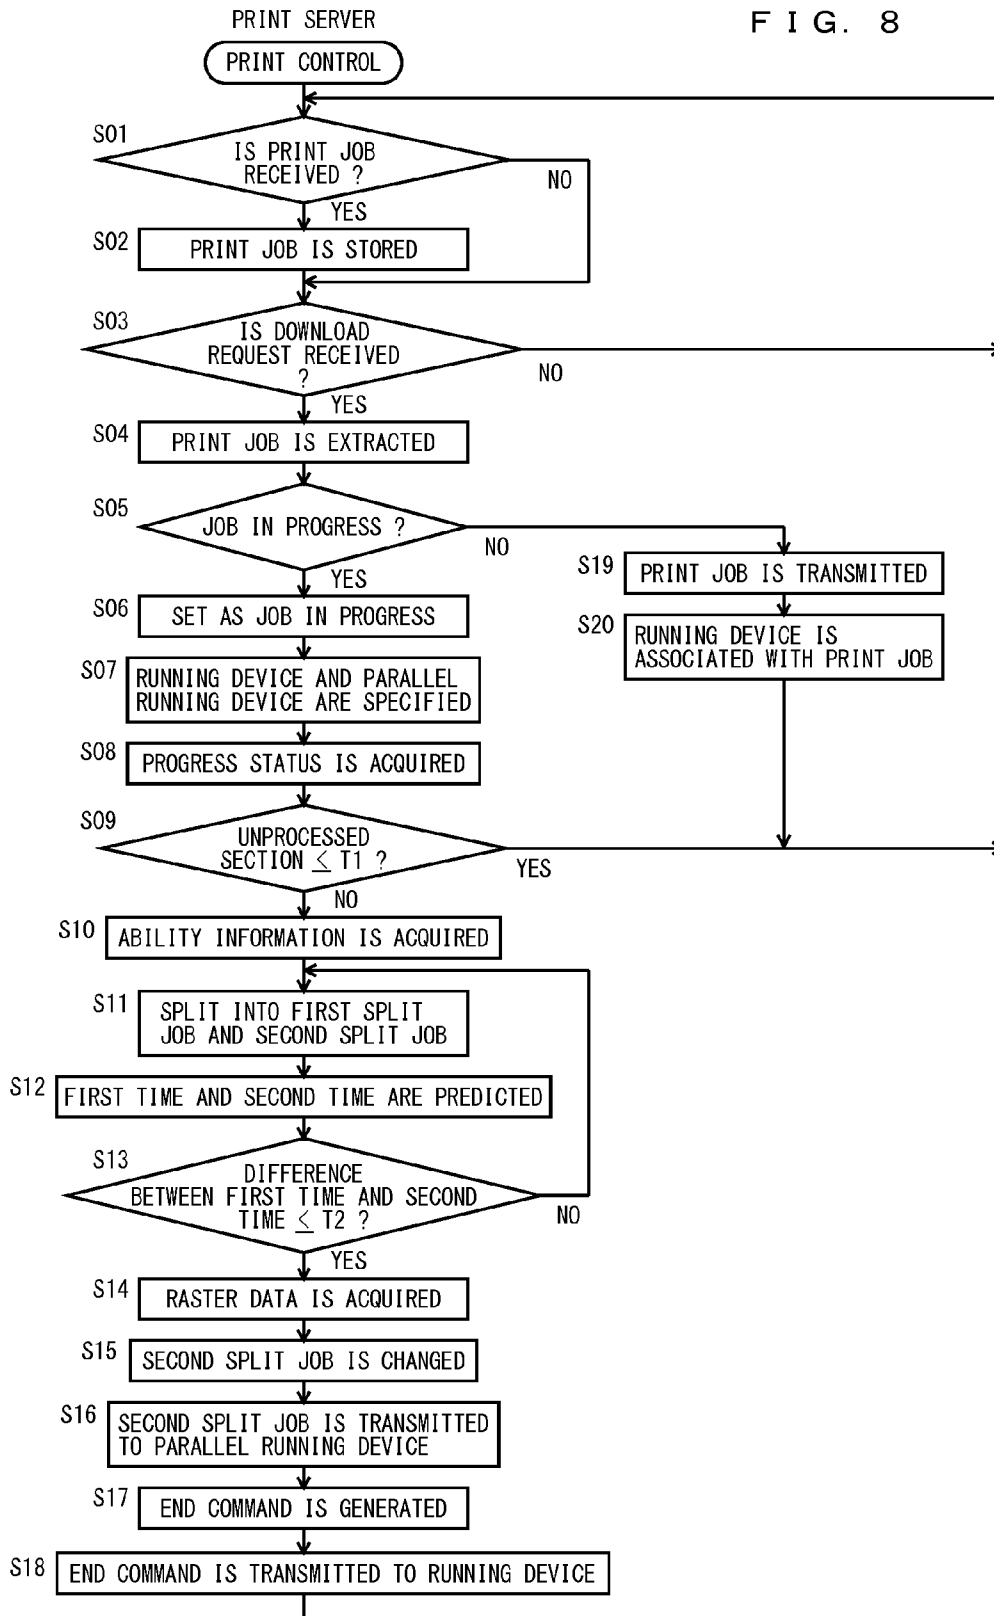 PRINT SERVER
FIG. 8
PRINT CONTROL
S01
IS PRINT JOB
RECEIVED ?
NO
YES
S02
PRINT JOB IS STORED
S03
IS DOWNLOAD
REQUEST RECEIVED
?
NO
YES
S04
PRINT JOB IS EXTRACTED
S05
JOB IN PROGRESS ?
NO
YES
S19
PRINT JOB IS TRANSMITTED
S06
SET AS JOB IN PROGRESS
S20
RUNNING DEVICE IS
ASSOCIATED WITH PRINT JOB
S07
RUNNING DEVICE AND PARALLEL
RUNNING DEVICE ARE SPECIFIED
S08
PROGRESS STATUS IS ACQUIRED
S09
UNPROCESSED
SECTION ≤ T1 ?
YES
NO
S10
ABILITY INFORMATION IS ACQUIRED
S11
SPLIT INTO FIRST SPLIT
JOB AND SECOND SPLIT JOB
S12
FIRST TIME AND SECOND TIME ARE PREDICTED
S13
DIFFERENCE
BETWEEN FIRST TIME AND SECOND
TIME ≤ T2 ?
NO
YES
S14
RASTER DATA IS ACQUIRED
S15
SECOND SPLIT JOB IS CHANGED
S16
SECOND SPLIT JOB IS TRANSMITTED
TO PARALLEL RUNNING DEVICE
S17
END COMMAND IS GENERATED
S18
END COMMAND IS TRANSMITTED TO RUNNING DEVICE